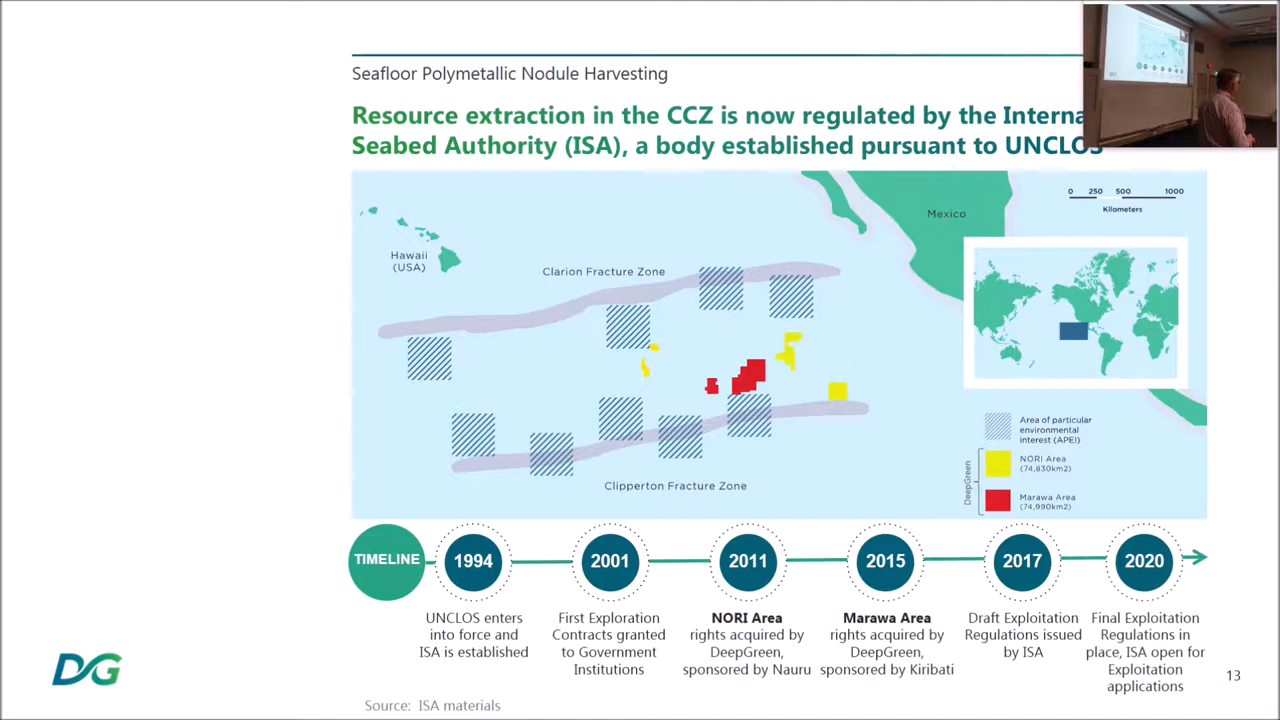 Seafloor Polymetallic Nodule Harvesting
Resource extraction in the CCZ is now regulated by the Interna
Seabed Authority (ISA), a body established pursuant to UNCLOS
0 250 500 1000
Kilometers
Mexico
Hawaii
(USA)
Clarion Fracture Zone
Clipperton Fracture Zone
Area of particular
environmental
interest (APEI)
DeepGreen
NORI Area
(74,830km2)
Marawa Area
(74,990km2)
TIMELINE
1994
UNCLOS enters
into force and
ISA is established
2001
First Exploration
Contracts granted
to Government
Institutions
2011
NORI Area
rights acquired by
DeepGreen,
sponsored by Nauru
2015
Marawa Area
rights acquired by
DeepGreen,
sponsored by Kiribati
2017
Draft Exploitation
Regulations issued
by ISA
2020
Final Exploitation
Regulations in
place, ISA open for
Exploitation
applications
DG
13
Source: ISA materials